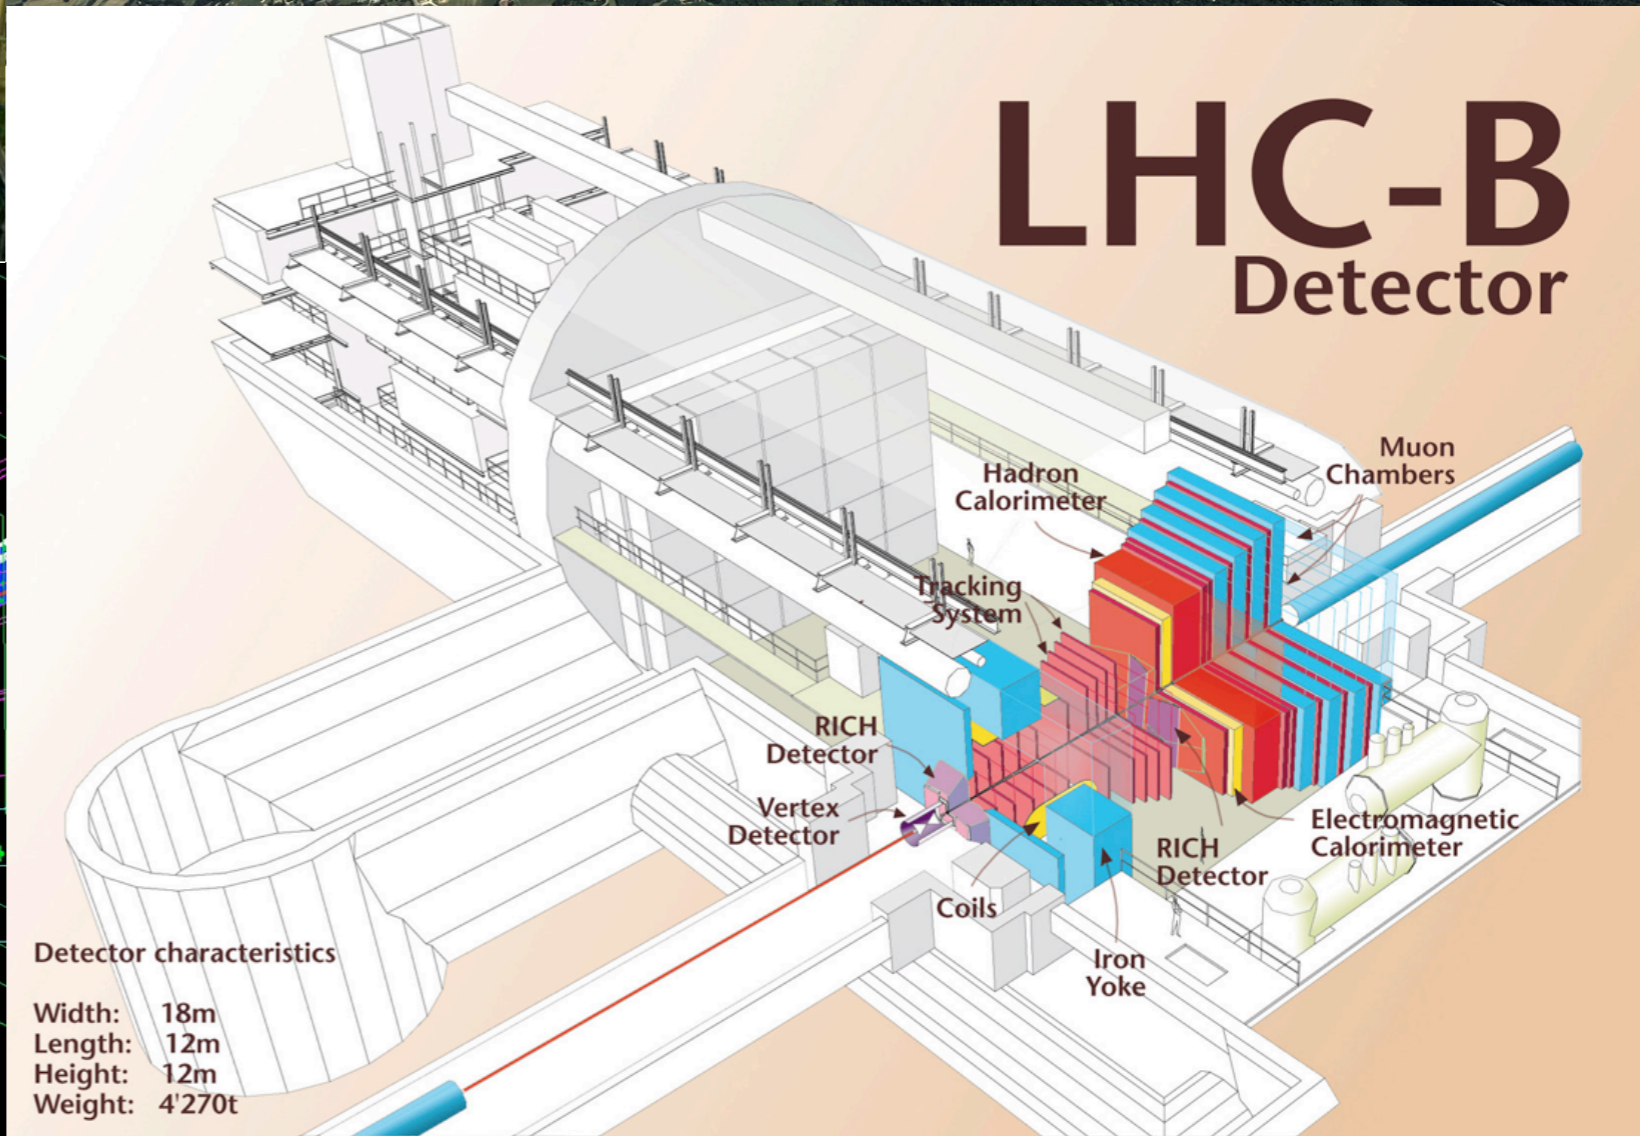 LHC-B
Detector
Muon
Chambers
Hadron
Calorimeter
Tracking
System
RICH
Detector
Vertex
Detector
Electromagnetic
Calorimeter
RICH
Detector
Coils
Iron
Yoke
Detector characteristics
Width: 18m
Length: 12m
Height: 12m
Weight: 4'270t